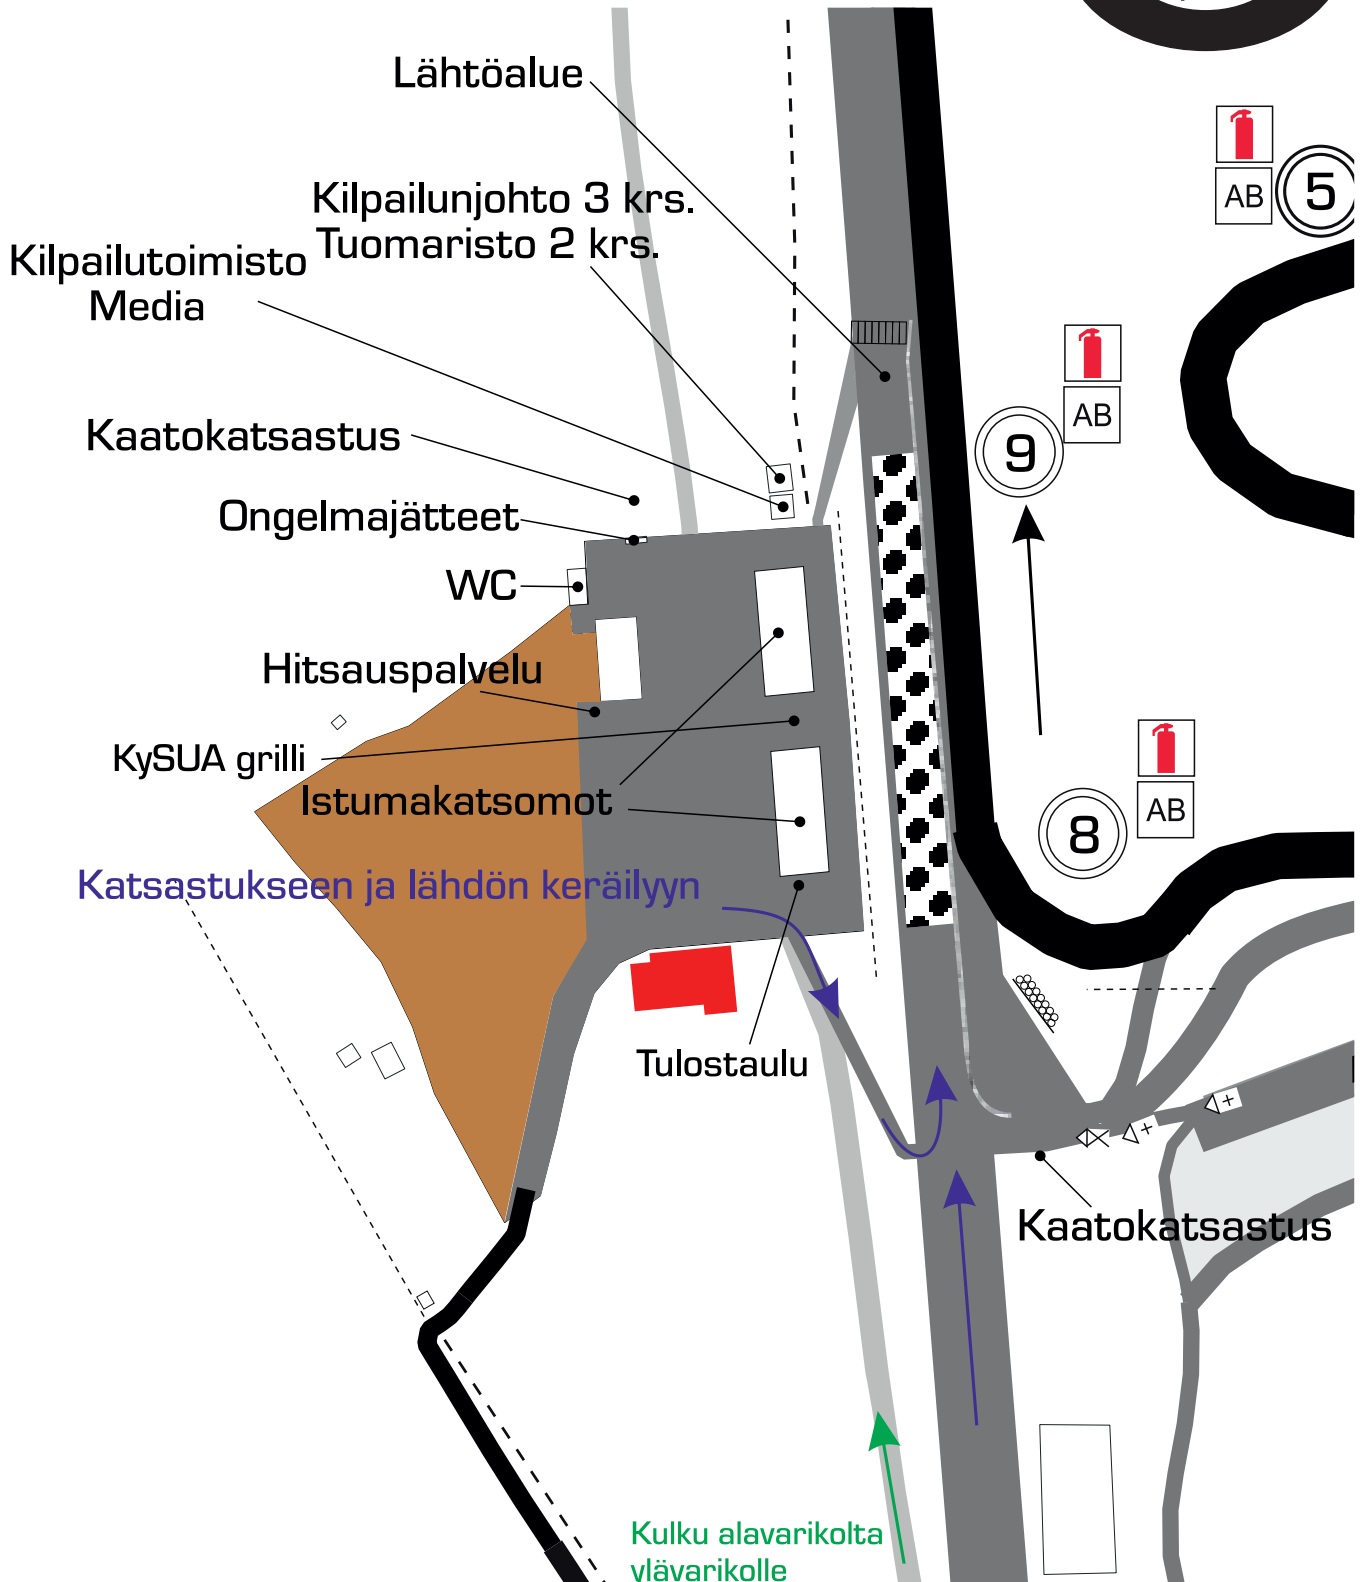 Lähtöalue
AB
5
Kilpailunjohto 3 krs.
Tuomaristo 2 krs.
Kilpailutoimisto
Media
AB
9
Kaatokatsastus
Ongelmajätteet
WC
Hitsauspalvelu
KySUA grilli
Istumakatsomot
AB
8
Katsastukseen ja lähdön keräilyyn
Tulostaulu
Kaatokatsastus
Kulku alavarikolta
ylävarikolle